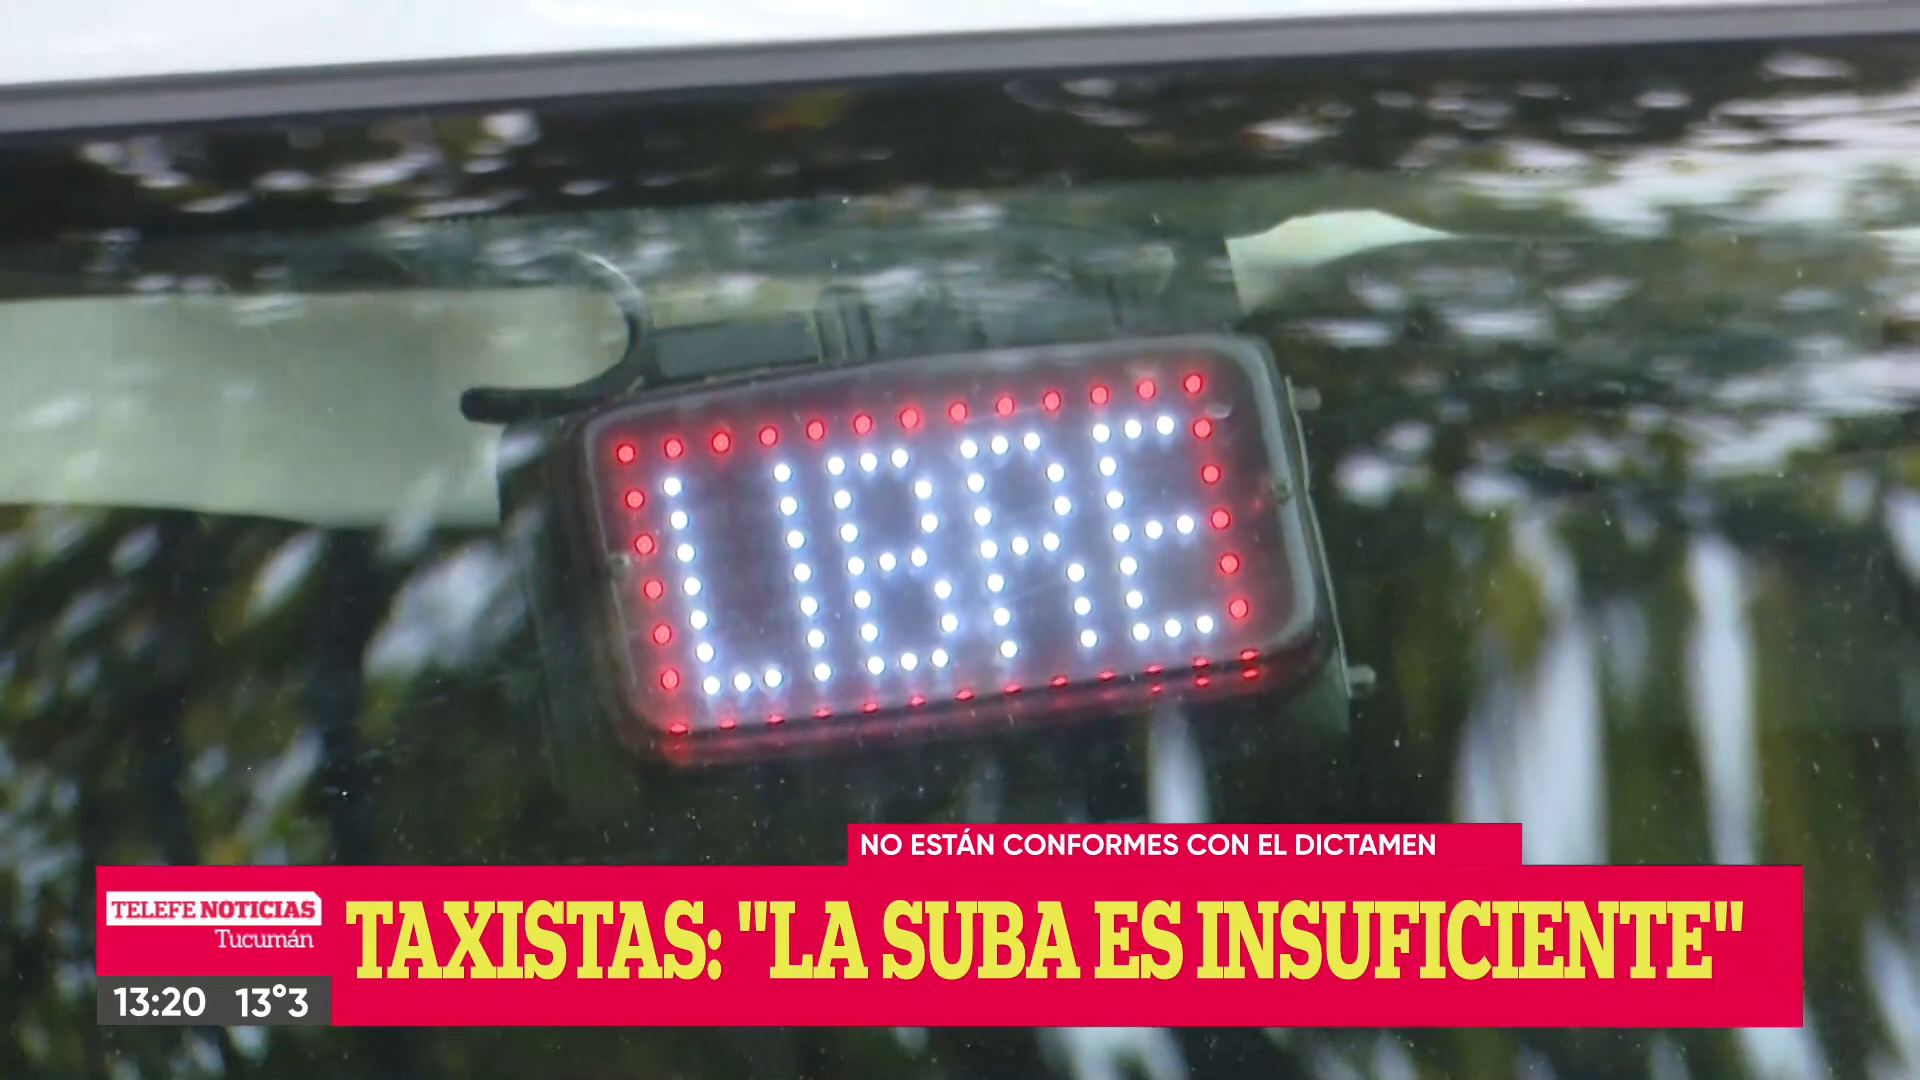 LIBRE
NO ESTÁN CONFORMES CON EL DICTAMEN
TELEFE NOTICIAS
Tucumán
TAXISTAS: "LA SUBA ES INSUFICIENTE"
13:20 13°3